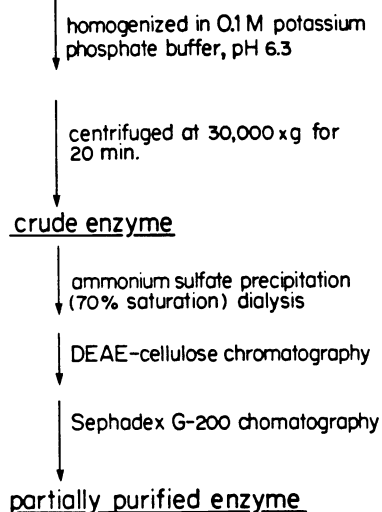 homogenized in 0.1 M potassium
phosphate buffer, pH 6.3
centrifuged at 30,000 xg for
20 min.
crude enzyme
ammonium sulfate precipitation
(70% saturation) dialysis
DEAE-cellulose chromatography
Sephadex G-200 chomatography
partially purified enzyme